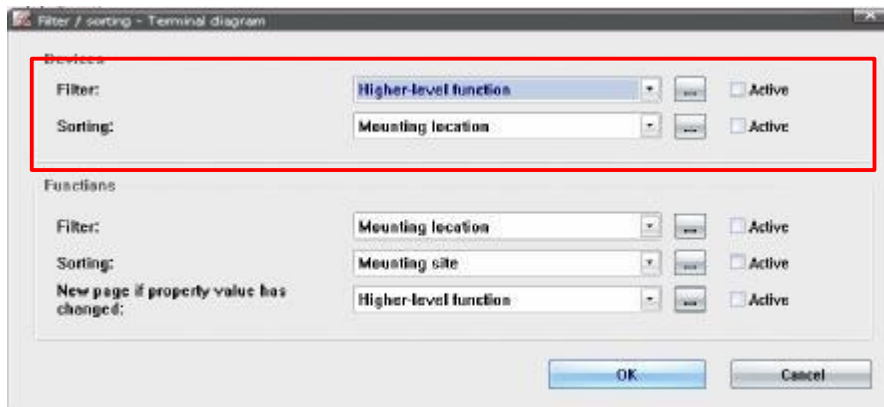 Filter / sorting - Terminal diagram
Devices
Filter: Higher-level function ... Active
Sorting: Mounting location ... Active
Functions
Filter: Mounting location ... Active
Sorting: Mounting site ... Active
New page if property value has
changed: Higher-level function ... Active
OK Cancel